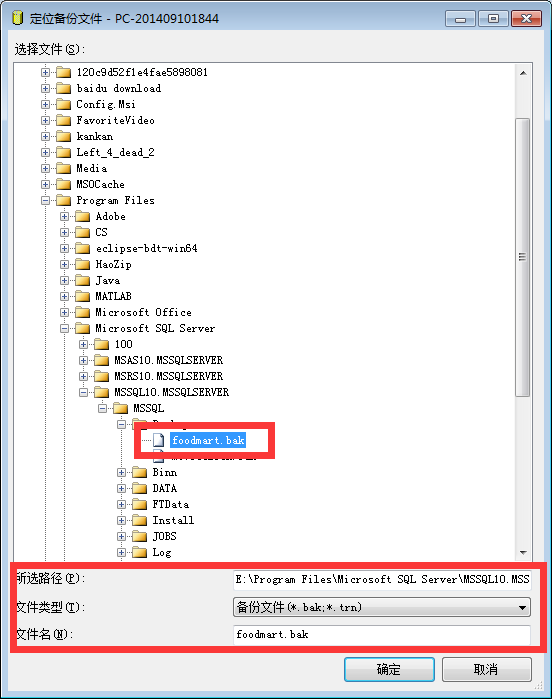 定位备份文件 - PC-201409101844
选择文件(S):
120c9d52f1e4fae5898081
baidu download
Config.Msi
FavoriteVideo
kankan
Left_4_dead_2
Media
MSOCache
Program Files
Adobe
CS
eclipse-bdt-win64
HaoZip
Java
MATLAB
Microsoft Office
Microsoft SQL Server
100
MSAS10.MSSQLSERVER
MSRS10.MSSQLSERVER
MSSQL10.MSSQLSERVER
MSSQL
foodmart.bak
Binn
DATA
FTData
Install
JOBS
Log
所选路径(P):
E:\Program Files\Microsoft SQL Server\MSSQL10.MSS
文件类型(T):
备份文件(*.bak;*.trn)
文件名(N):
foodmart.bak
确定
取消